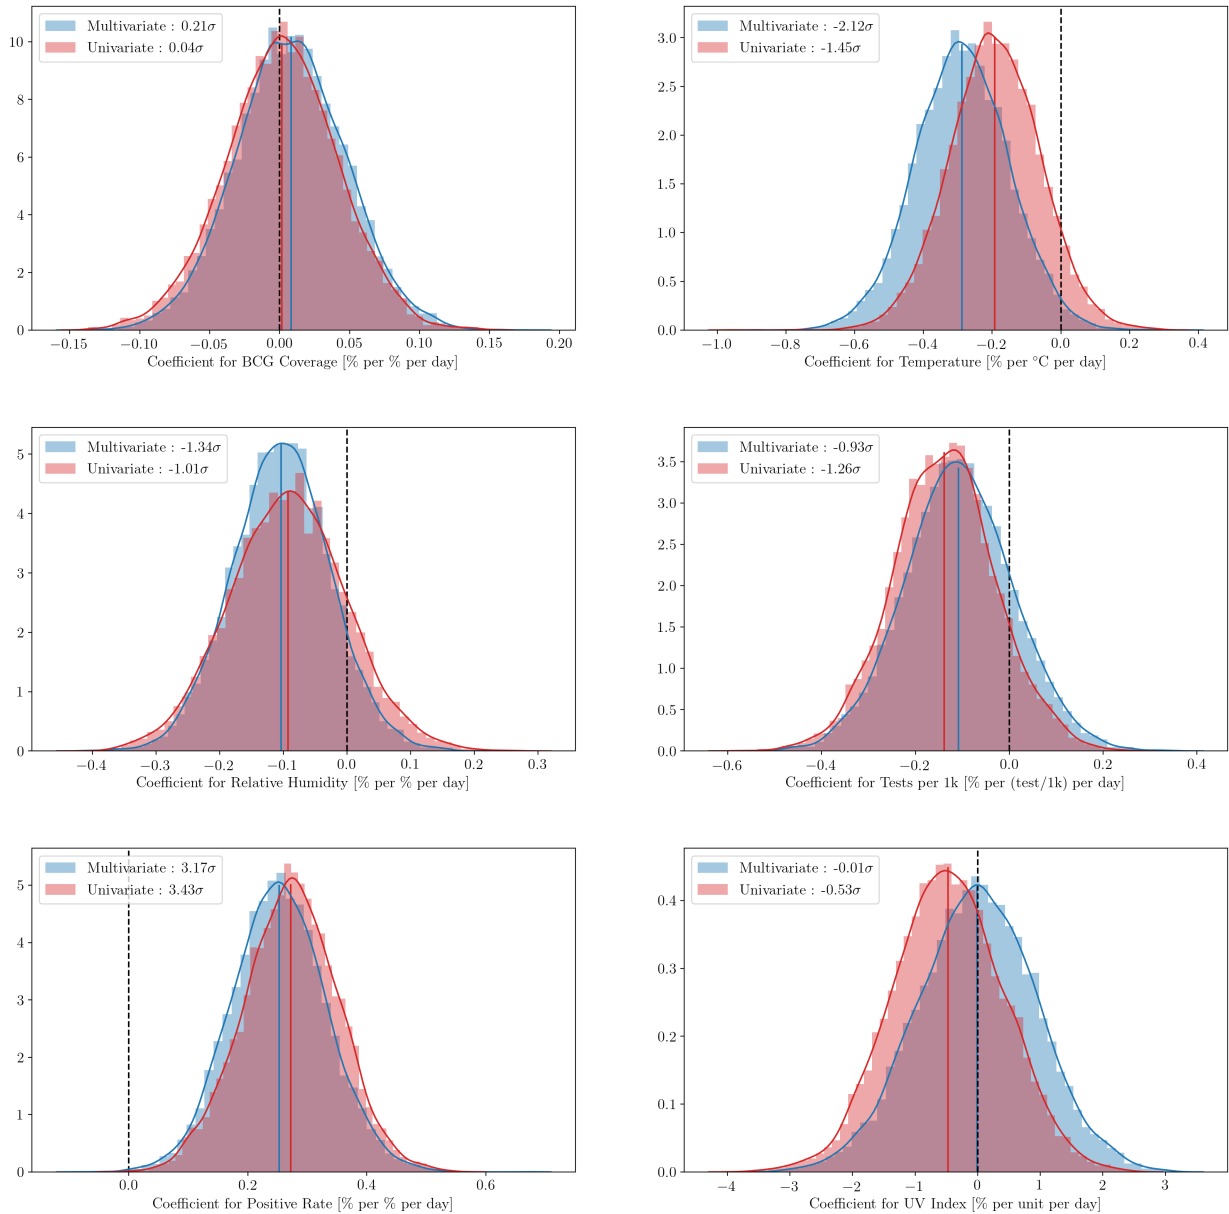 Multivariate : 0.21σ
Univariate : 0.04σ
10
8
6
4
2
0
−0.15 −0.10 −0.05 0.00 0.05 0.10 0.15 0.20
Coefficient for BCG Coverage [% per % per day]
Multivariate : -2.12σ
Univariate : -1.45σ
3.0
2.5
2.0
1.5
1.0
0.5
0.0
−1.0 −0.8 −0.6 −0.4 −0.2 0.0 0.2 0.4
Coefficient for Temperature [% per °C per day]
Multivariate : -1.34σ
Univariate : -1.01σ
5
4
3
2
1
0
−0.4 −0.3 −0.2 −0.1 0.0 0.1 0.2 0.3
Coefficient for Relative Humidity [% per % per day]
Multivariate : -0.93σ
Univariate : -1.26σ
3.5
3.0
2.5
2.0
1.5
1.0
0.5
0.0
−0.6 −0.4 −0.2 0.0 0.2 0.4
Coefficient for Tests per 1k [% per (test/1k) per day]
Multivariate : 3.17σ
Univariate : 3.43σ
5
4
3
2
1
0
0.0 0.2 0.4 0.6
Coefficient for Positive Rate [% per % per day]
Multivariate : -0.01σ
Univariate : -0.53σ
0.4
0.3
0.2
0.1
0.0
−4 −3 −2 −1 0 1 2 3
Coefficient for UV Index [% per unit per day]